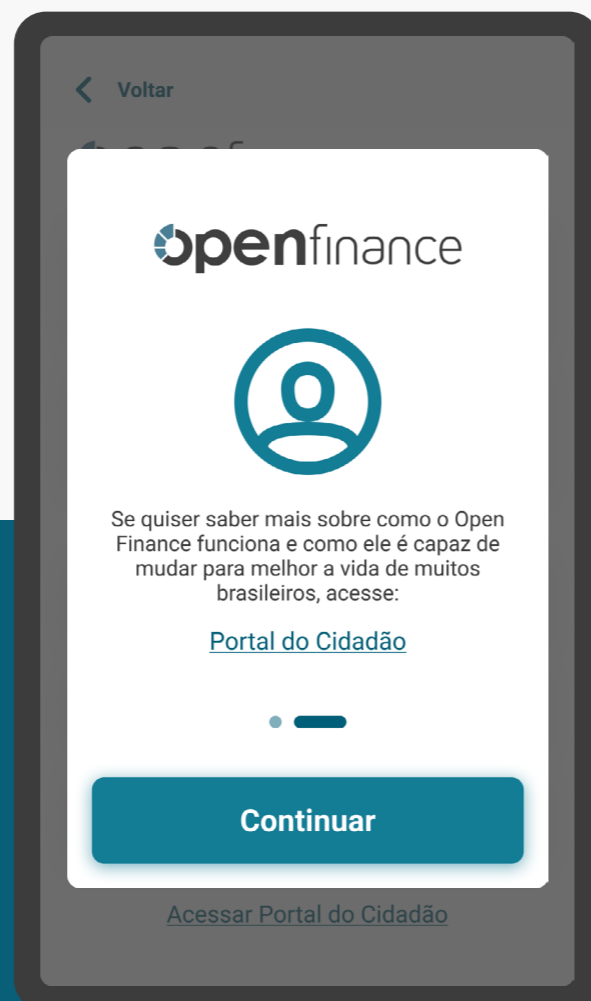 Voltar
openfinance
Se quiser saber mais sobre como o Open
Finance funciona e como ele é capaz de
mudar para melhor a vida de muitos
brasileiros, acesse:
Portal do Cidadão
Continuar
Acessar Portal do Cidadão